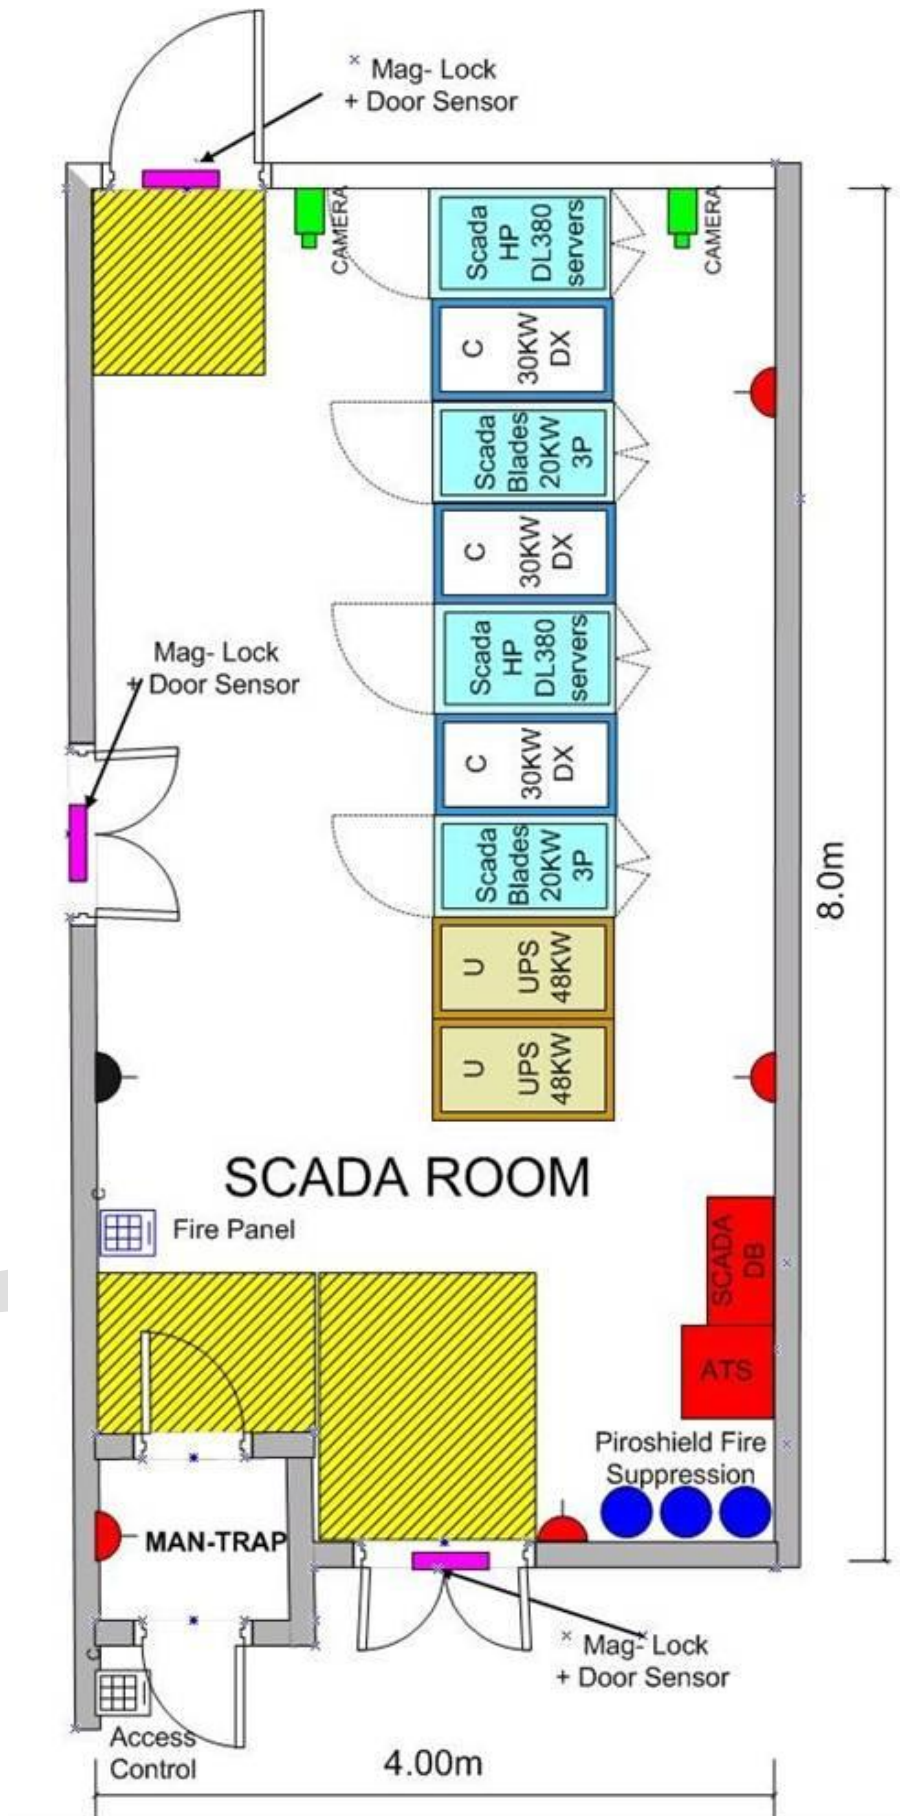 Mag- Lock
+ Door Sensor
CAMERA
CAMERA
Scada
HP
DL380
servers
C
30KW
DX
Scada
Blades
20KW
3P
C
30KW
DX
Scada
HP
DL380
servers
Mag- Lock
+ Door Sensor
C
30KW
DX
Scada
Blades
20KW
3P
8.0m
U
UPS
48KW
U
UPS
48KW
SCADA ROOM
C
Fire Panel
SCADA
DB
ATS
Piroshield Fire
Suppression
MAN-TRAP
Mag- Lock
+ Door Sensor
C
Access
Control
4.00m